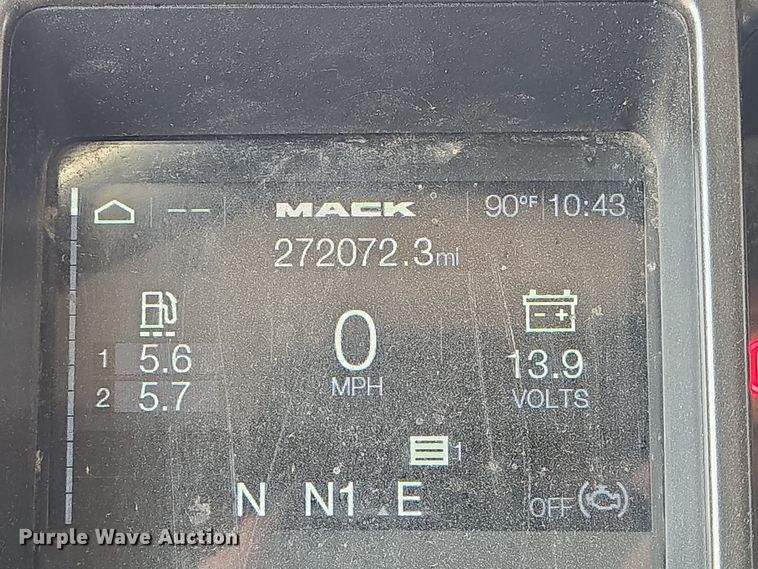 -- MACK 90°F 10:43
272072.3mi
1 5.6
2 5.7
0
MPH
- +
13.9
VOLTS
1
N N1 E
OFF
Purple Wave Auction